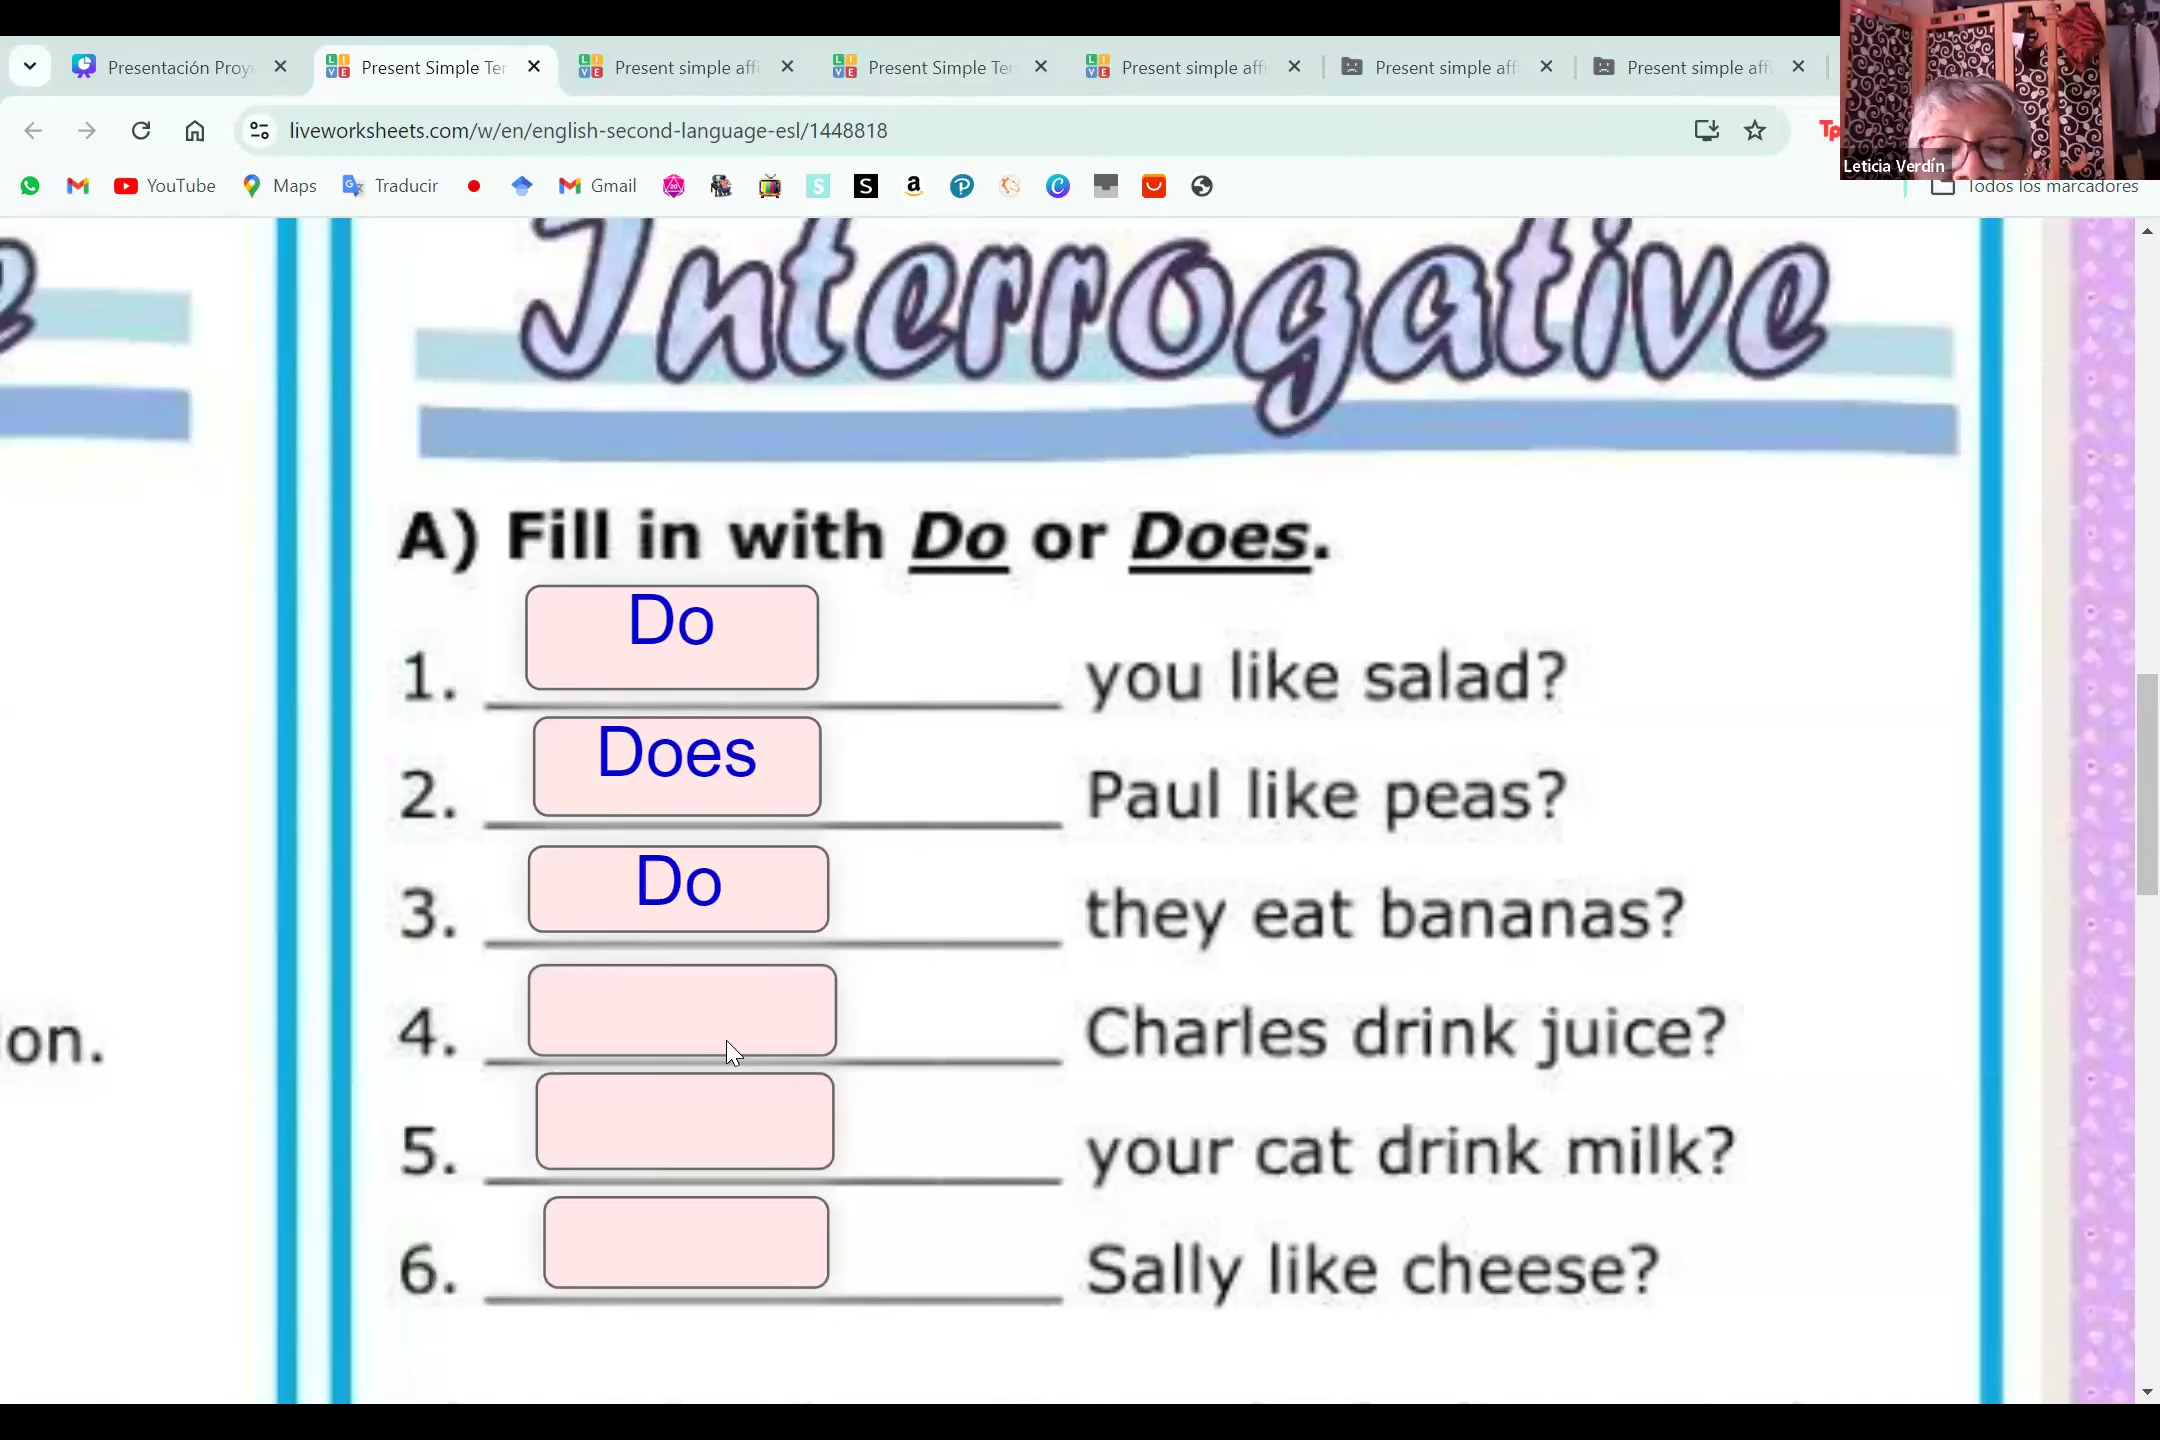 Presentación Proye
Present Simple Ter
Present simple affi
Present Simple Ter
Present simple affi
Present simple affi
Present simple affi
liveworksheets.com/w/en/english-second-language-esl/1448818
YouTube
Maps
Traducir
Gmail
Todos los marcadores
Leticia Verdín
Interrogative
A) Fill in with Do or Does.
1. Do you like salad?
2. Does Paul like peas?
3. Do they eat bananas?
4. Charles drink juice?
5. your cat drink milk?
6. Sally like cheese?
on.